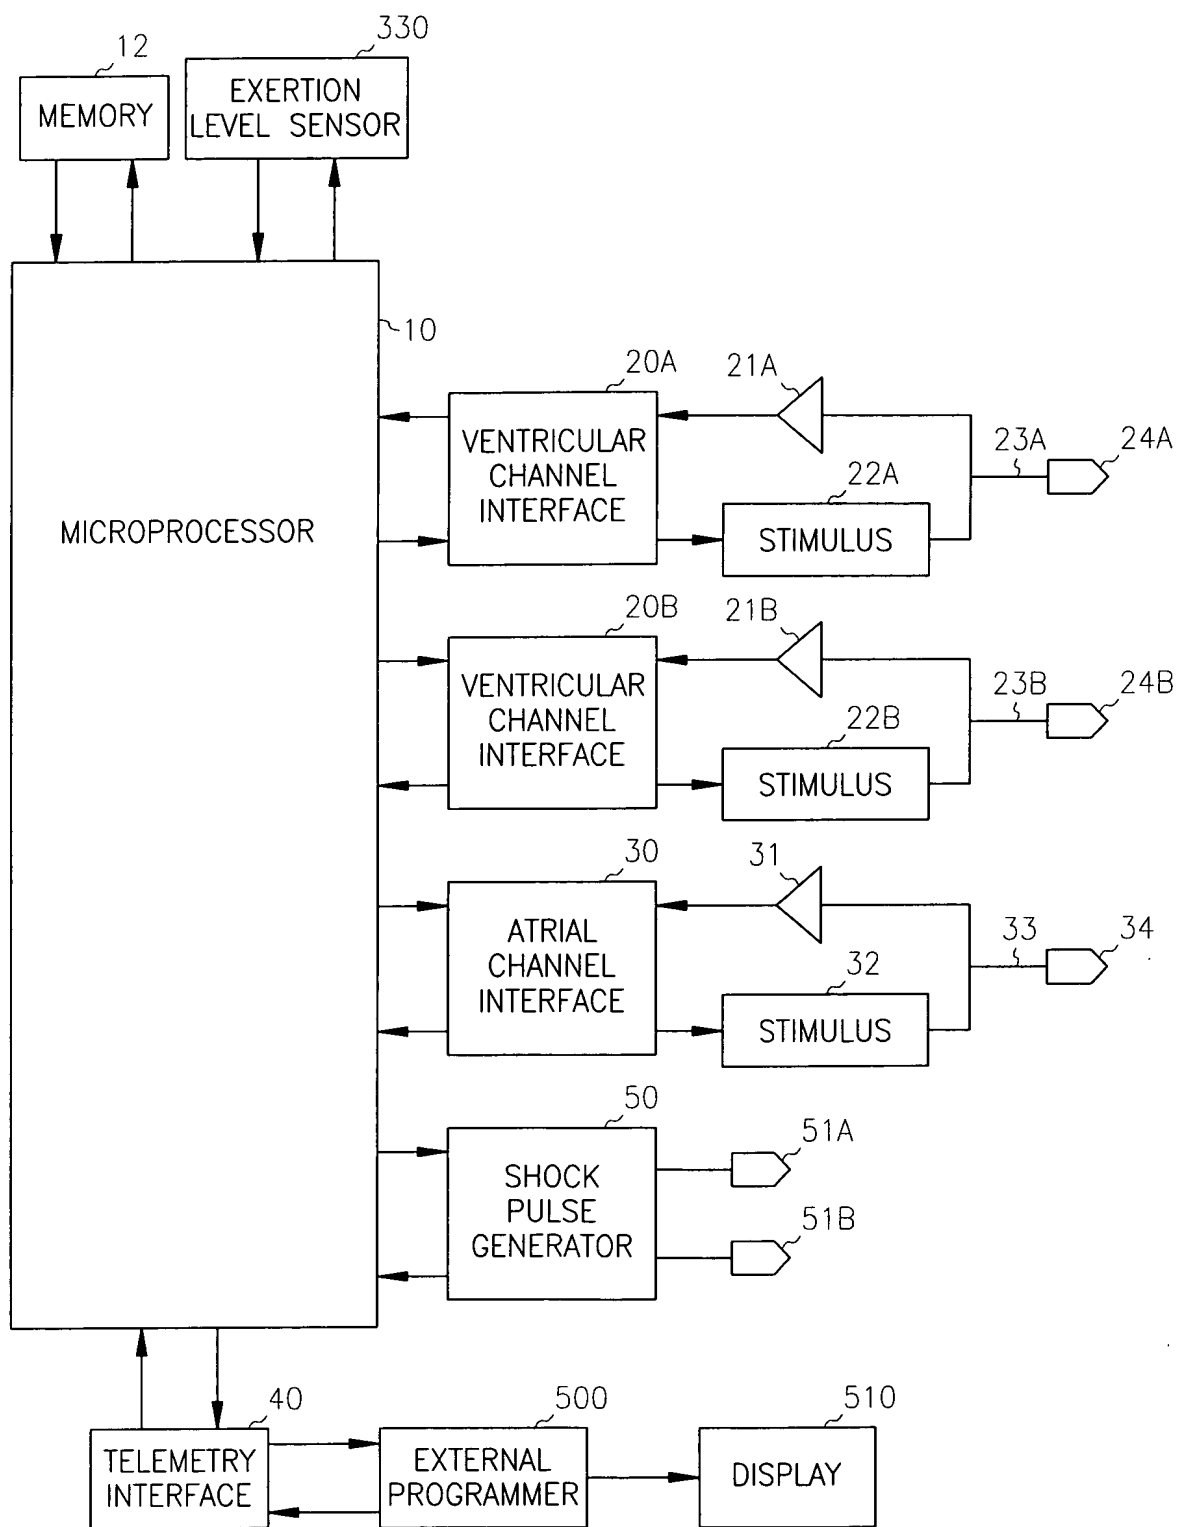 12
330
MEMORY
EXERTION
LEVEL SENSOR
10
MICROPROCESSOR
20A
VENTRICULAR
CHANNEL
INTERFACE
21A
22A
STIMULUS
23A
24A
20B
VENTRICULAR
CHANNEL
INTERFACE
21B
22B
STIMULUS
23B
24B
30
ATRIAL
CHANNEL
INTERFACE
31
32
STIMULUS
33
34
50
SHOCK
PULSE
GENERATOR
51A
51B
40
TELEMETRY
INTERFACE
500
EXTERNAL
PROGRAMMER
510
DISPLAY